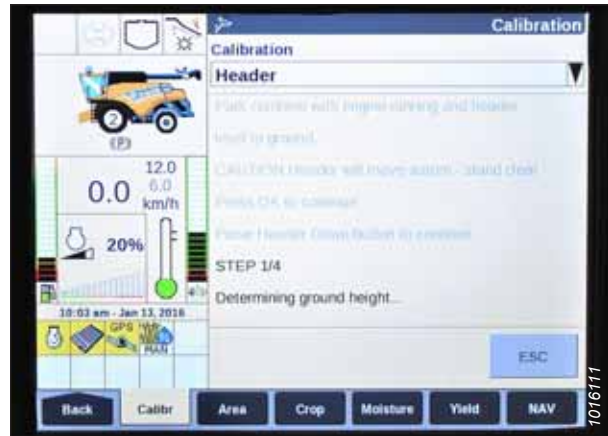 Calibration
Calibration
Header
Park combine with engine running and header
level to ground.
CAUTION Header will move autom.- stand clear
Press OK to continue
Press Header Down button to continue
STEP 1/4
Determining ground height...
ESC
2
(P)
12.0
0.0
6.0
km/h
20%
10:03 am - Jan 13, 2016
GPS
MAN
Back
Calibr
Area
Crop
Moisture
Yield
NAV
1016111